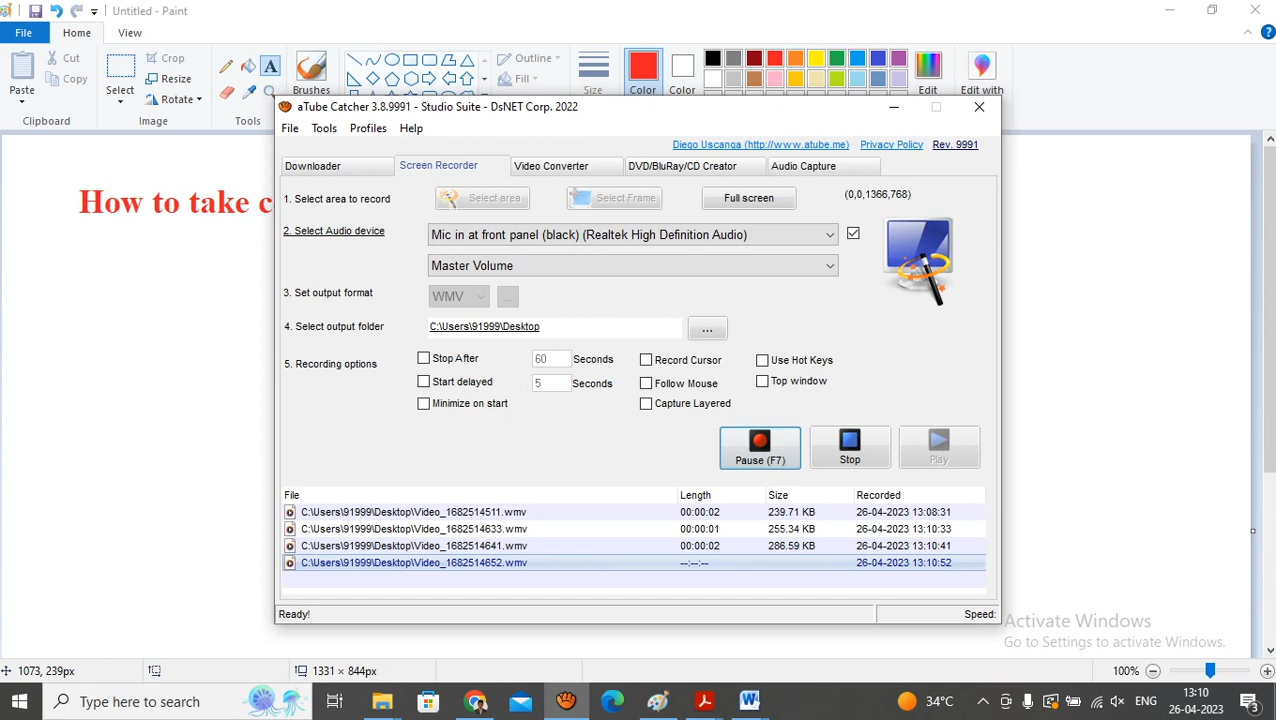 Untitled - Paint
File Home View
Paste
Cut
Copy
Clipboard
Select
Crop
Resize
Rotate
Image
Tools
Brushes
Outline
Fill
Size
Color
Color
Edit
Edit with
How to take c
aTube Catcher 3.8.9991 - Studio Suite - DsNET Corp. 2022
File Tools Profiles Help
Diego Uscanga (http://www.atube.me) Privacy Policy Rev. 9991
Downloader Screen Recorder Video Converter DVD/BluRay/CD Creator Audio Capture
1. Select area to record Select area Select Frame Full screen (0,0,1366,768)
2. Select Audio device Mic in at front panel (black) (Realtek High Definition Audio)
Master Volume
3. Set output format WMV ...
4. Select output folder C:\Users\91999\Desktop ...
5. Recording options
Stop After 60 Seconds Record Cursor Use Hot Keys
Start delayed 5 Seconds Follow Mouse Top window
Minimize on start Capture Layered
Pause (F7) Stop Play
File Length Size Recorded
C:\Users\91999\Desktop\Video_1682514511.wmv 00:00:02 239.71 KB 26-04-2023 13:08:31
C:\Users\91999\Desktop\Video_1682514633.wmv 00:00:01 255.34 KB 26-04-2023 13:10:33
C:\Users\91999\Desktop\Video_1682514641.wmv 00:00:02 286.59 KB 26-04-2023 13:10:41
C:\Users\91999\Desktop\Video_1682514652.wmv --:--:-- 26-04-2023 13:10:52
Ready! Speed:
Activate Windows
Go to Settings to activate Windows.
1073, 239px 1331 × 844px 100%
Type here to search 34°C ENG 13:10
26-04-2023 3